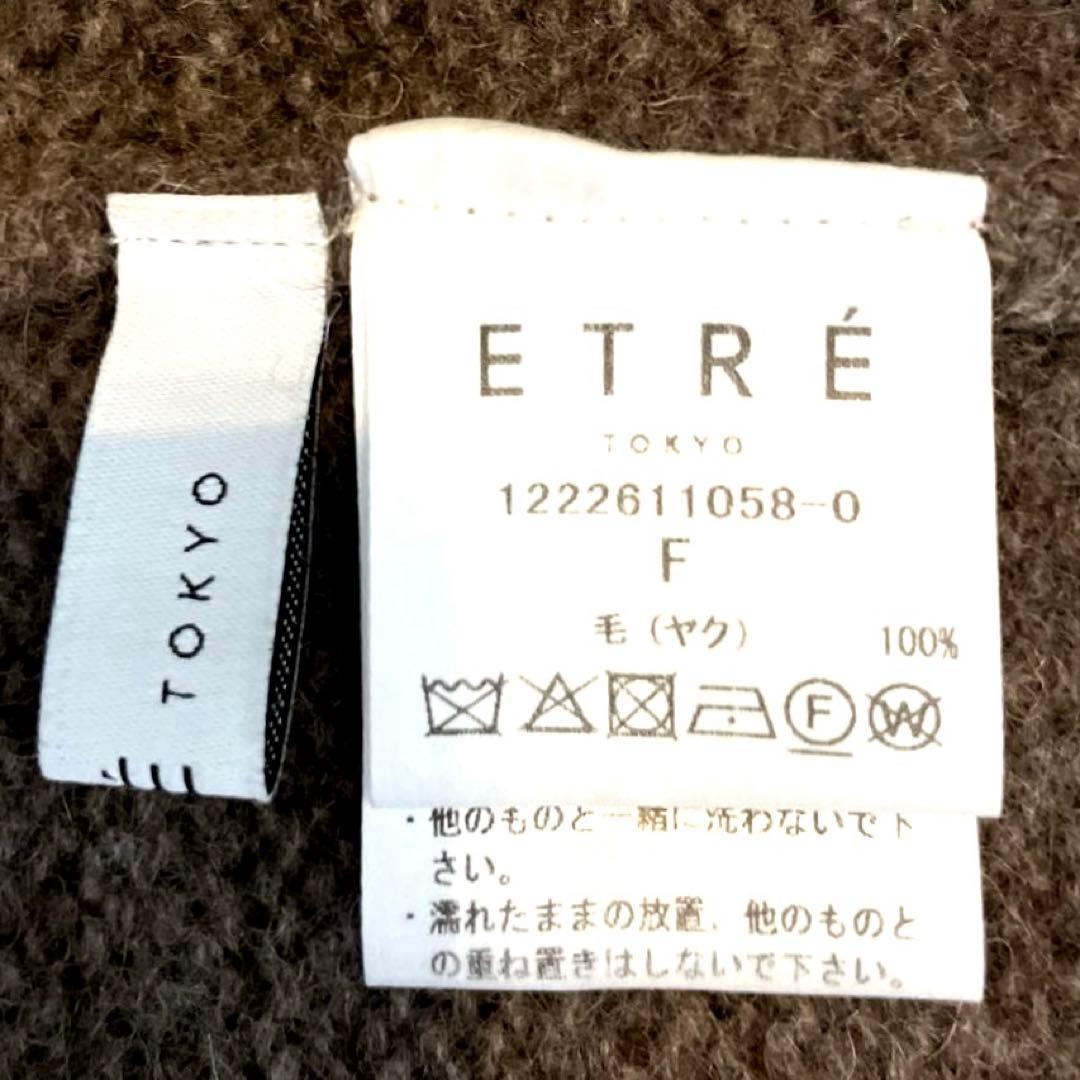 TOKYO
ETRÉ
TOKYO
1222611058-0
F
毛（ヤク） 100%
F
W
・他のものと一緒に洗わないで下
さい。
・濡れたままの放置、他のものと
の重ね置きはしないで下さい。